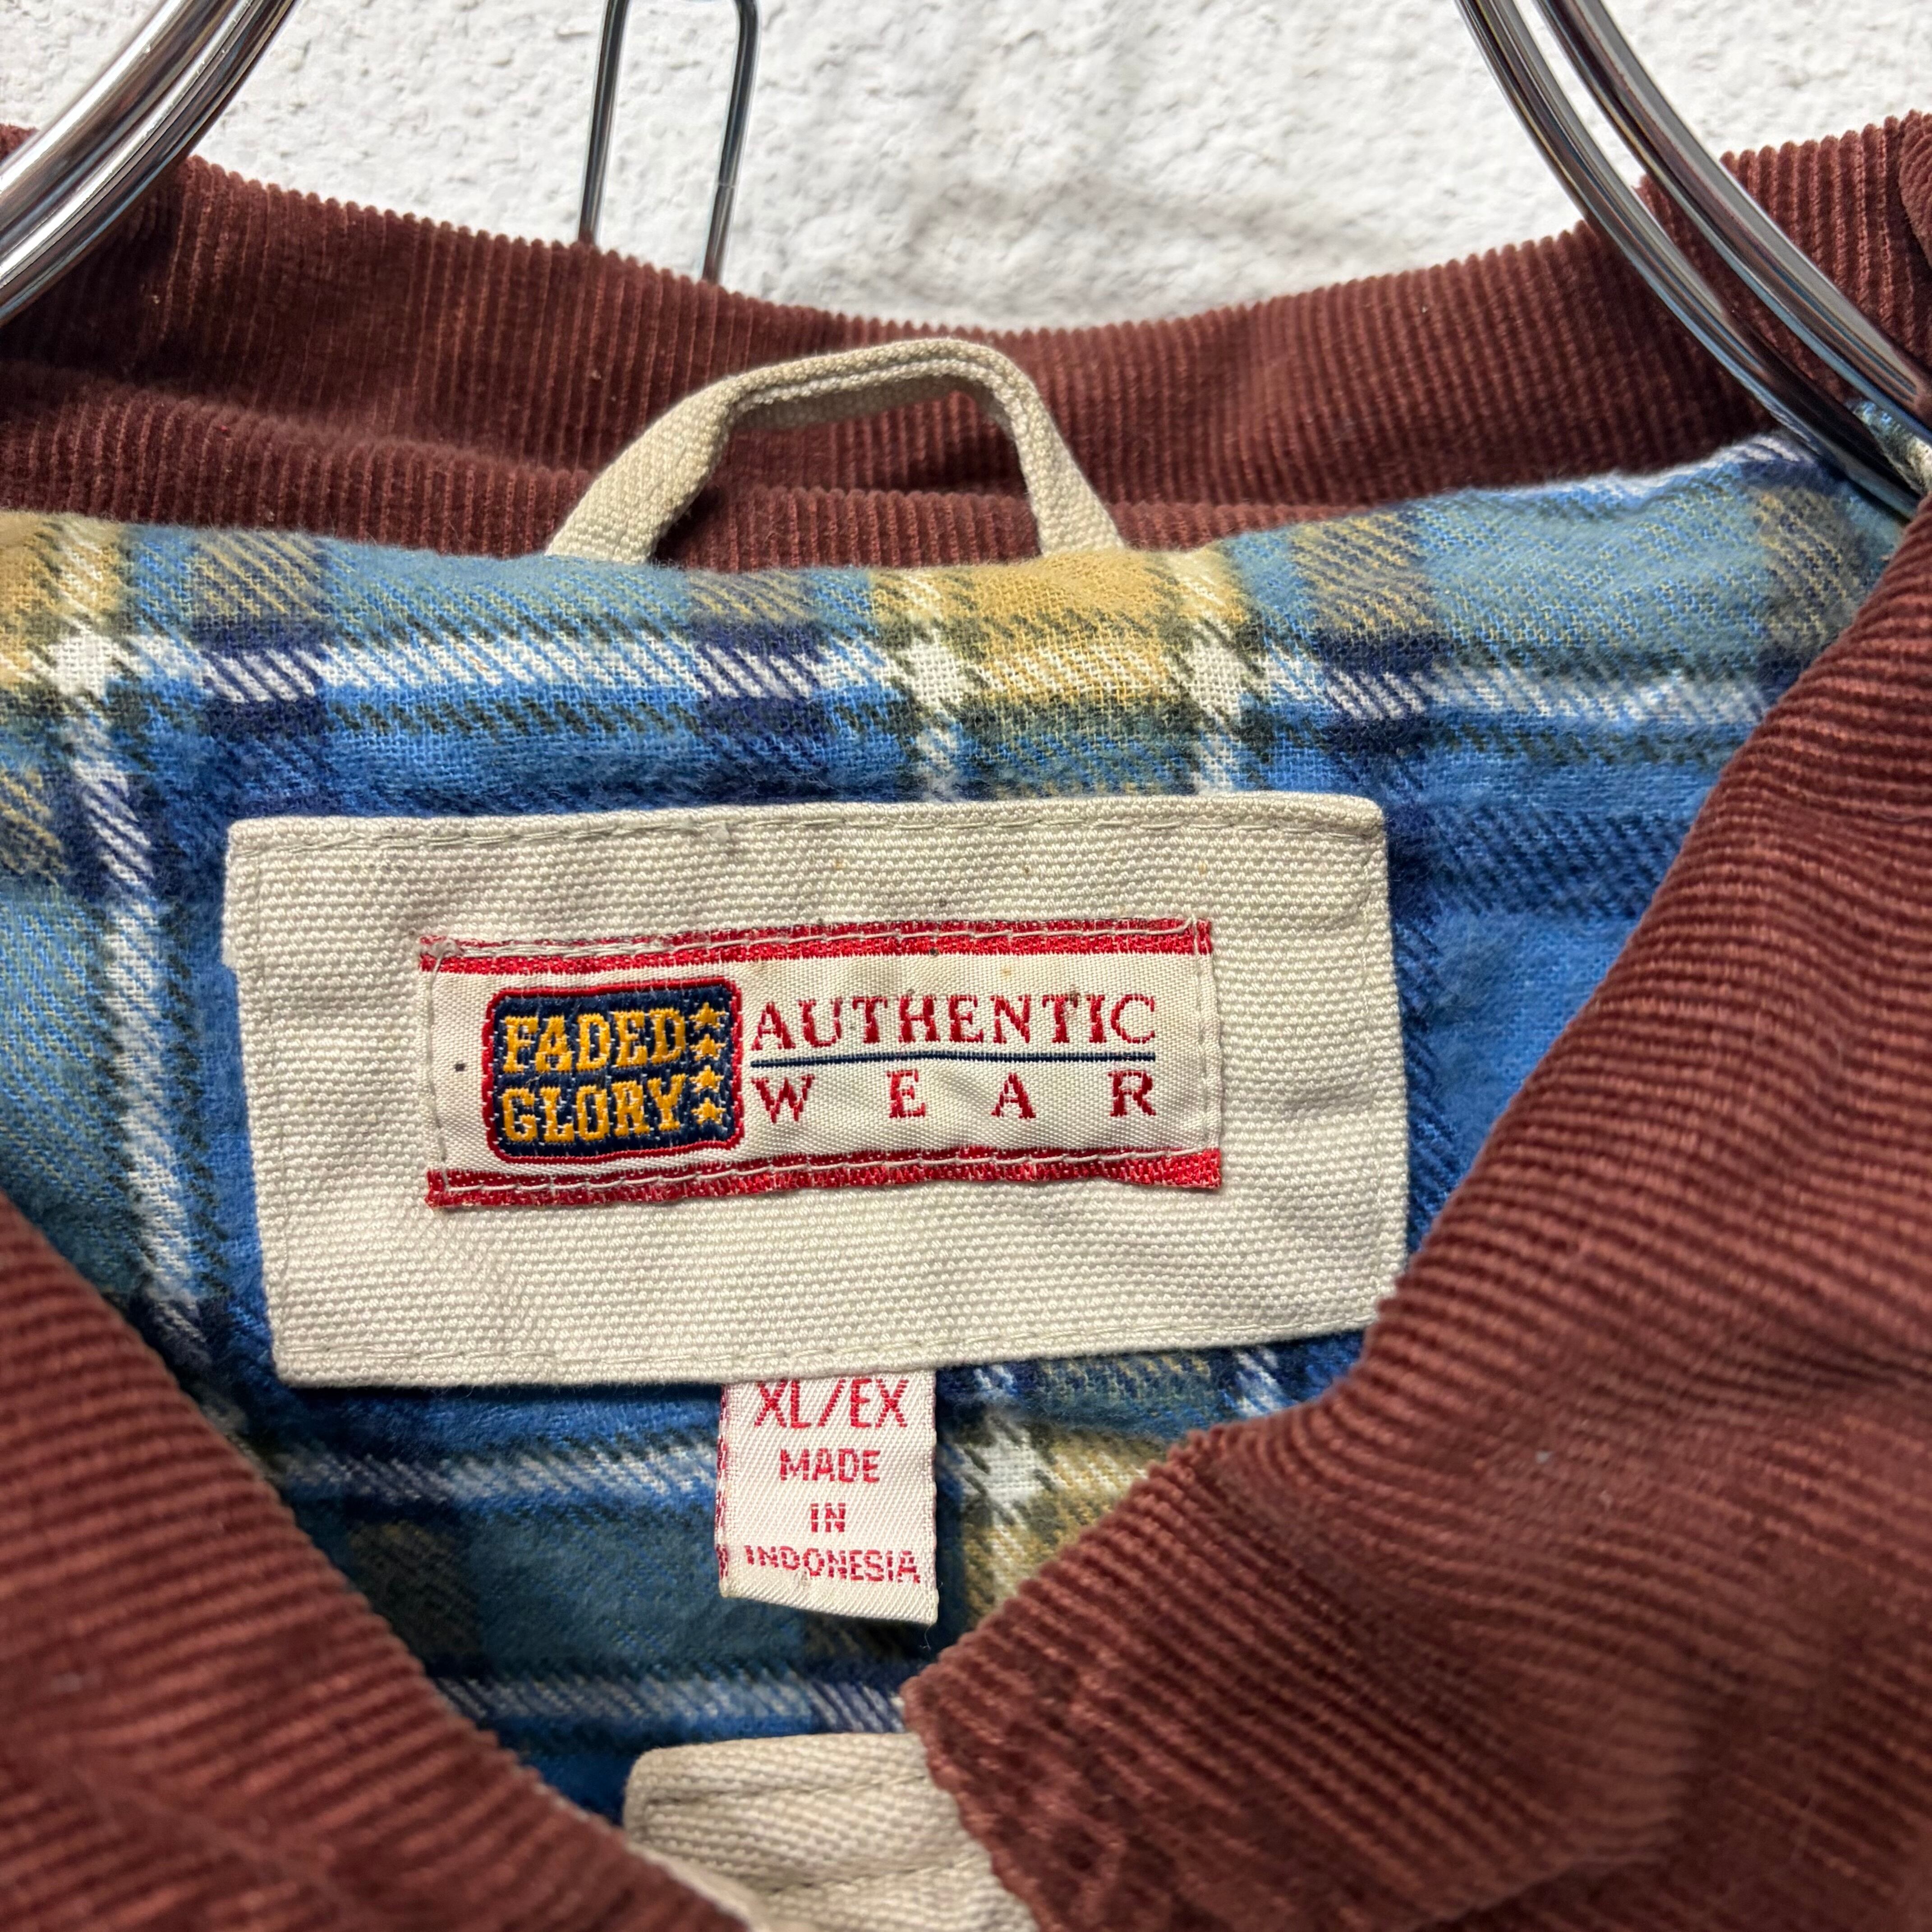 FADED
GLORY
AUTHENTIC
WEAR
XL/EX
MADE
IN
INDONESIA